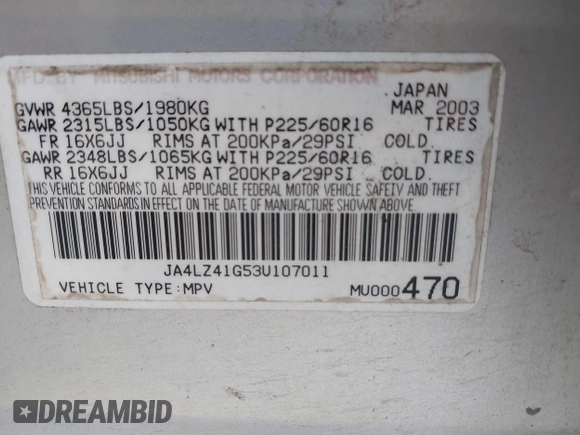 MFD. BY MITSUBISHI MOTORS CORPORATION
JAPAN
GVWR 4365LBS/1980KG MAR 2003
GAWR 2315LBS/1050KG WITH P225/60R16 TIRES
FR 16X6JJ RIMS AT 200KPa/29PSI COLD.
GAWR 2348LBS/1065KG WITH P225/60R16 TIRES
RR 16X6JJ RIMS AT 200KPa/29PSI COLD.
THIS VEHICLE CONFORMS TO ALL APPLICABLE FEDERAL MOTOR VEHICLE SAFETY AND THEFT
PREVENTION STANDARDS IN EFFECT ON THE DATE OF MANUFACTURE SHOWN ABOVE.
JA4LZ41G53U107011
VEHICLE TYPE:MPV MU000470
DREAMBID